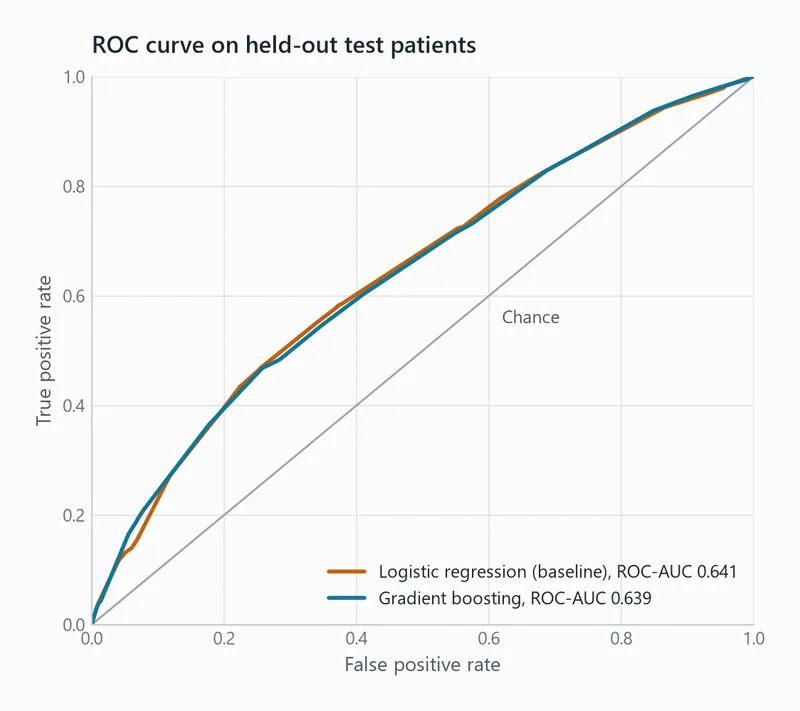 ROC curve on held-out test patients
1.0
0.8
0.6
0.4
0.2
0.0
True positive rate
Chance
Logistic regression (baseline), ROC-AUC 0.641
Gradient boosting, ROC-AUC 0.639
0.0 0.2 0.4 0.6 0.8 1.0
False positive rate